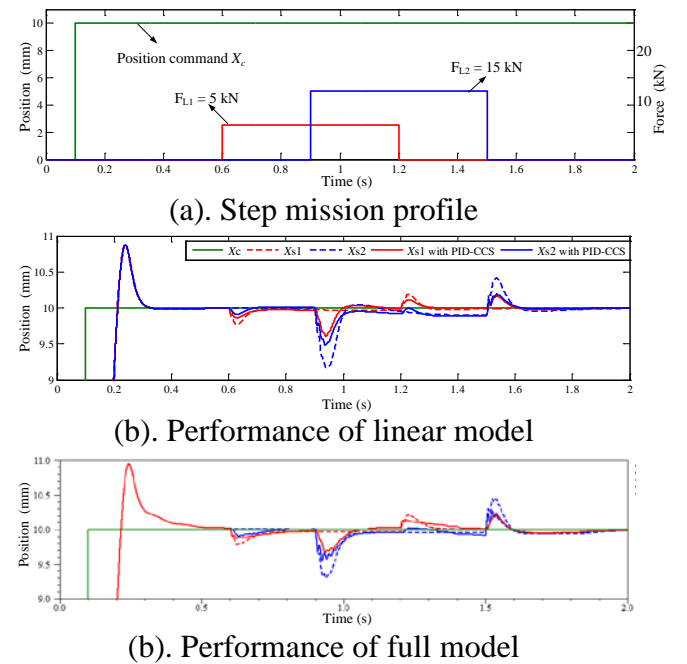 10
8
6
4
2
0
Position (mm)
20
10
0
Force (kN)
Position command Xc
FL1 = 5 kN
FL2 = 15 kN
0 0.2 0.4 0.6 0.8 1 1.2 1.4 1.6 1.8 2
Time (s)
(a). Step mission profile
11
10.5
10
9.5
9
Position (mm)
Xc Xs1 Xs2 Xs1 with PID-CCS Xs2 with PID-CCS
0 0.2 0.4 0.6 0.8 1 1.2 1.4 1.6 1.8 2
Time (s)
(b). Performance of linear model
11.0
10.5
10.0
9.5
9.0
Position (mm)
0.0 0.5 1.0 1.5 2.0
Time (s)
(b). Performance of full model